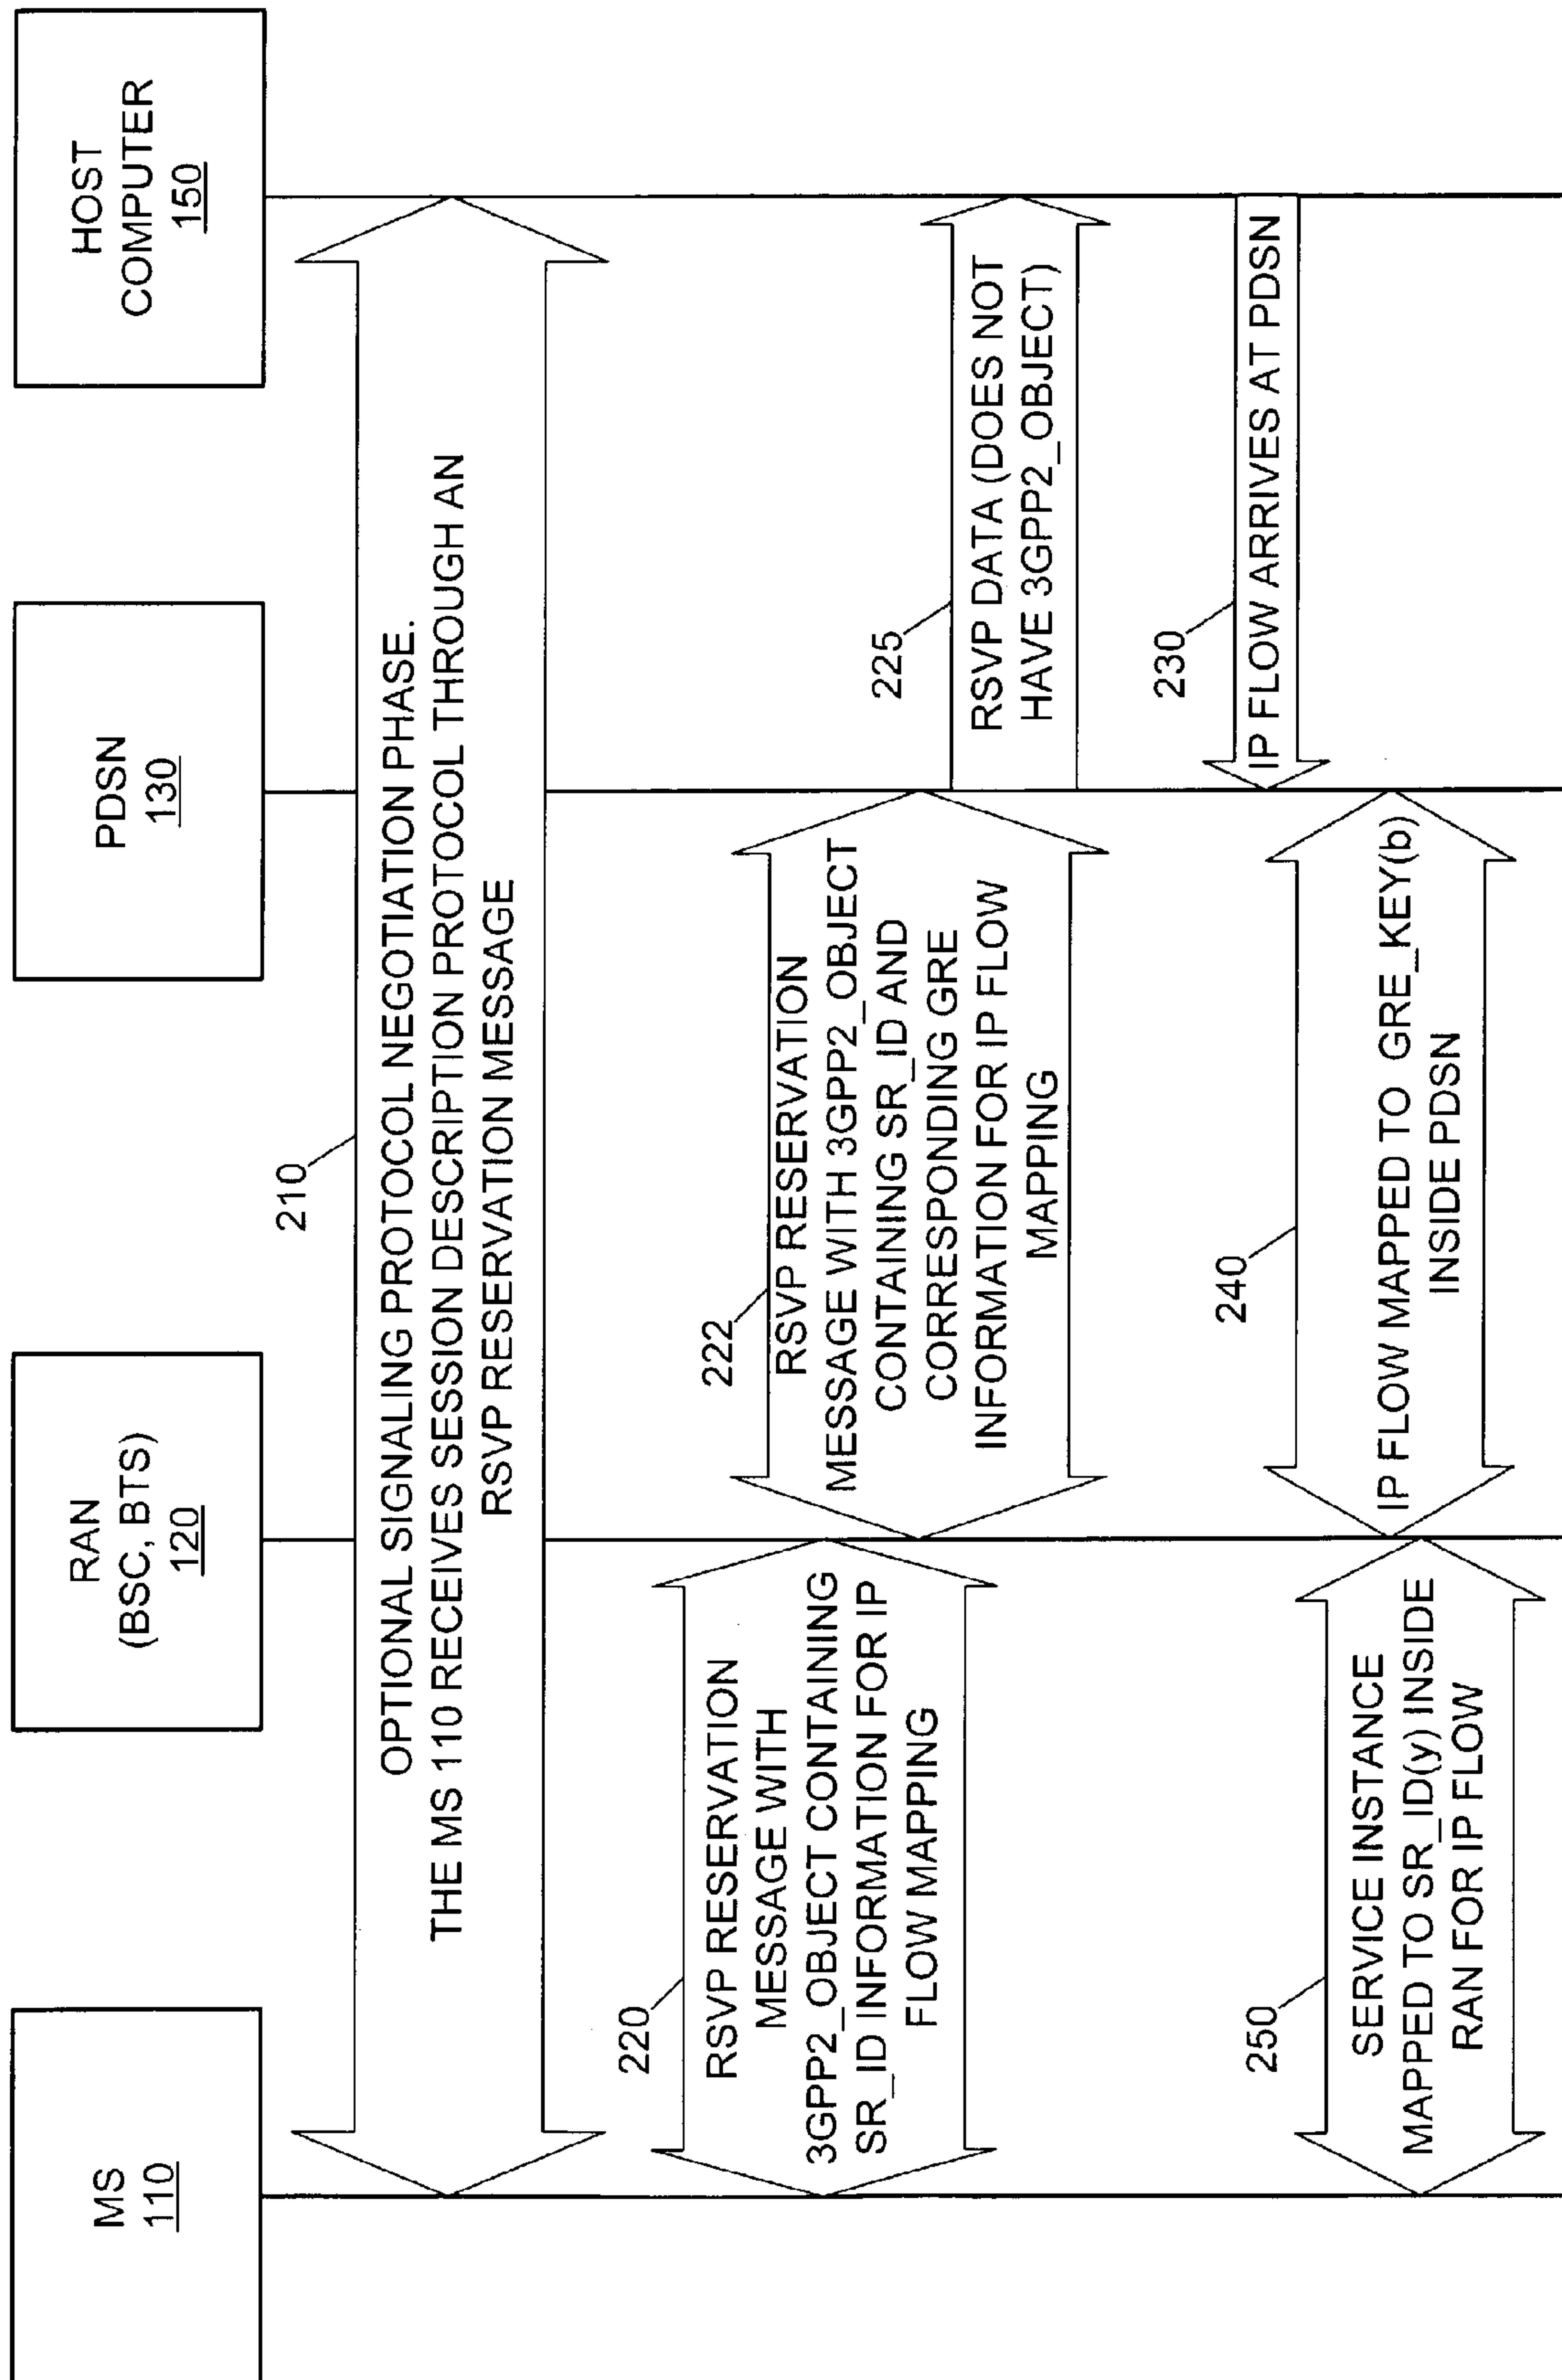 MS
110
RAN
(BSC, BTS)
120
PDSN
130
HOST
COMPUTER
150
210
OPTIONAL SIGNALING PROTOCOL NEGOTIATION PHASE.
THE MS 110 RECEIVES SESSION DESCRIPTION PROTOCOL THROUGH AN
RSVP RESERVATION MESSAGE
220
RSVP RESERVATION
MESSAGE WITH
3GPP2_OBJECT CONTAINING
SR_ID INFORMATION FOR IP
FLOW MAPPING
222
RSVP RESERVATION
MESSAGE WITH 3GPP2_OBJECT
CONTAINING SR_ID AND
CORRESPONDING GRE
INFORMATION FOR IP FLOW
MAPPING
225
RSVP DATA (DOES NOT
HAVE 3GPP2_OBJECT)
230
IP FLOW ARRIVES AT PDSN
240
IP FLOW MAPPED TO GRE_KEY(b)
INSIDE PDSN
250
SERVICE INSTANCE
MAPPED TO SR_ID(y) INSIDE
RAN FOR IP FLOW